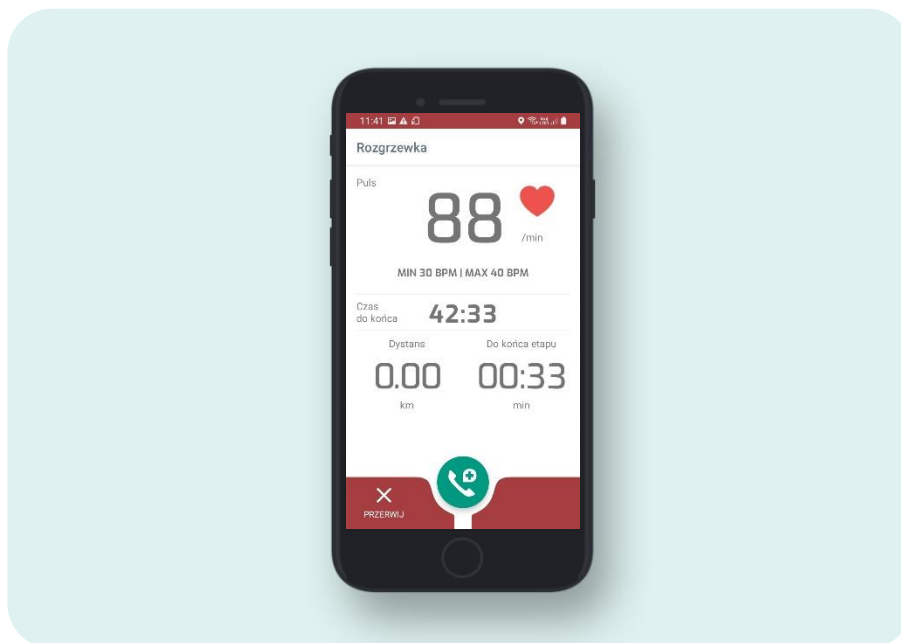 11:41
Rozgrzewka
Puls
88
/min
MIN 30 BPM | MAX 40 BPM
Czas
do końca
42:33
Dystans
Do końca etapu
0.00
00:33
km
min
PRZERWIJ